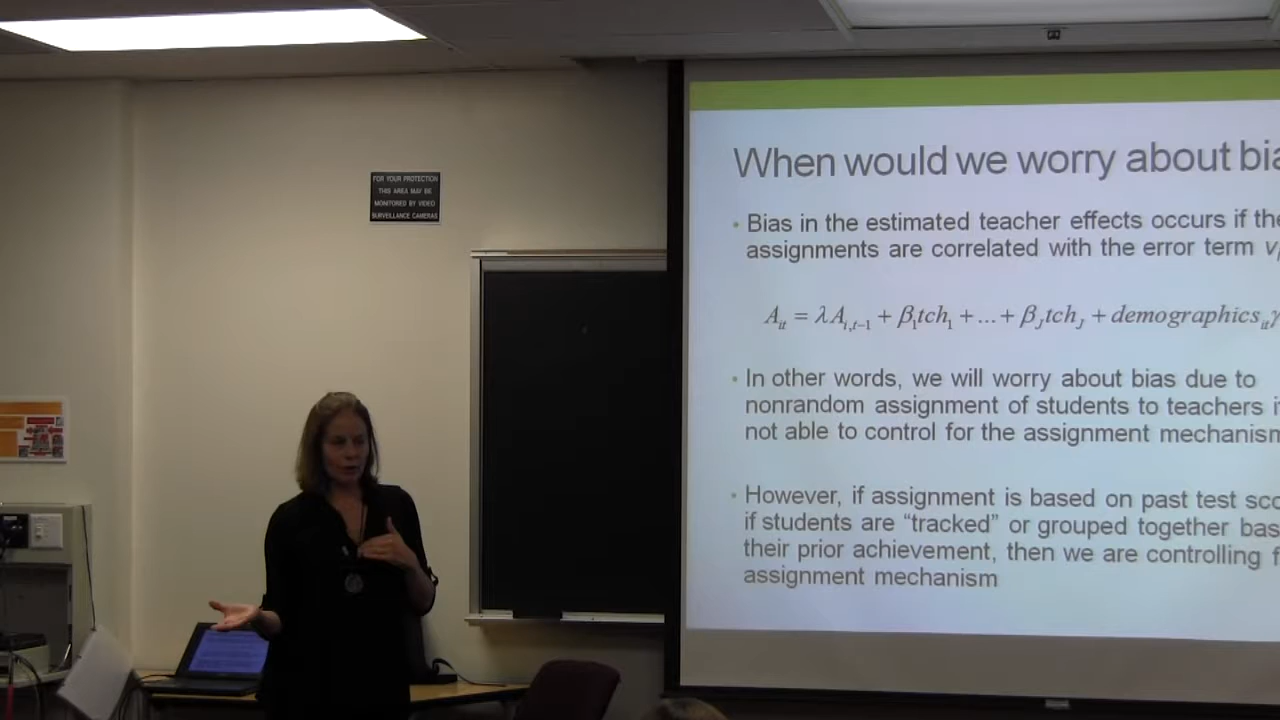 FOR YOUR PROTECTION
THIS AREA MAY BE
MONITORED BY VIDEO
SURVEILLANCE CAMERAS
When would we worry about bia
• Bias in the estimated teacher effects occurs if the
assignments are correlated with the error term v
A_it = λA_i,t−1 + β_1tch_1 + ... + β_Jtch_J + demographics_itγ
• In other words, we will worry about bias due to
nonrandom assignment of students to teachers i
not able to control for the assignment mechanism
• However, if assignment is based on past test sco
if students are “tracked” or grouped together bas
their prior achievement, then we are controlling f
assignment mechanism